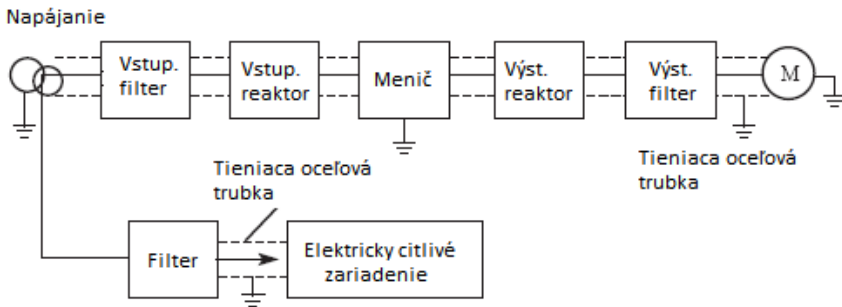 Napájanie
Vstup.
filter
Vstup.
reaktor
Menič
Výst.
reaktor
Výst.
filter
M
Tieniaca oceľová
trubka
Tieniaca oceľová
trubka
Filter
Elektricky citlivé
zariadenie